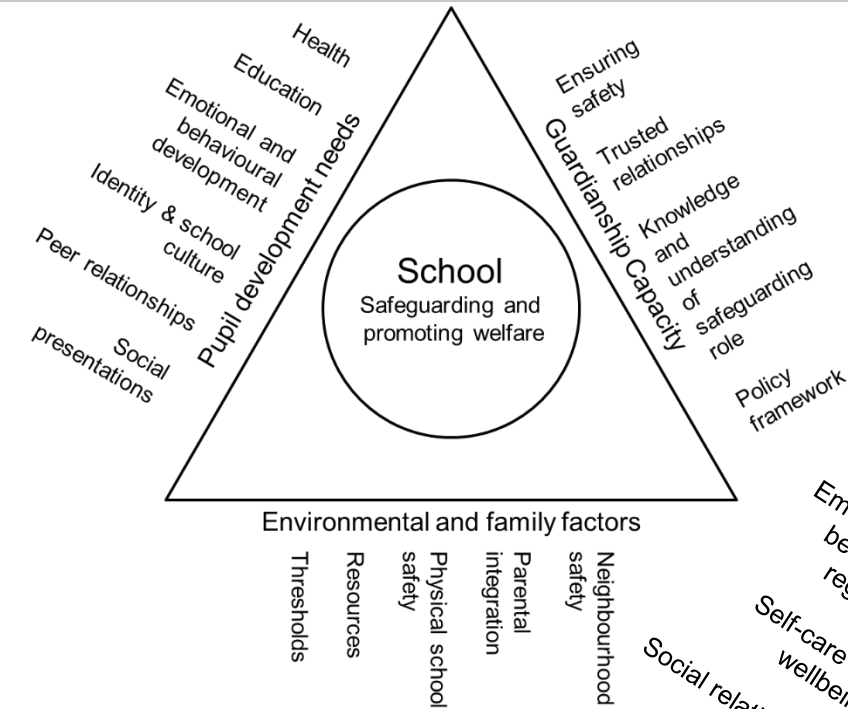 Health
Education
Emotional and
behavioural
development
Identity & school
culture
Peer relationships
Social
presentations
Pupil development needs
Ensuring
safety
Trusted
relationships
Knowledge
and
understanding
of
safeguarding
role
Policy
framework
Guardianship Capacity
School
Safeguarding and
promoting welfare
Environmental and family factors
Thresholds
Resources
Physical school
safety
Parental
integration
Neighbourhood
safety
Self-care
Social